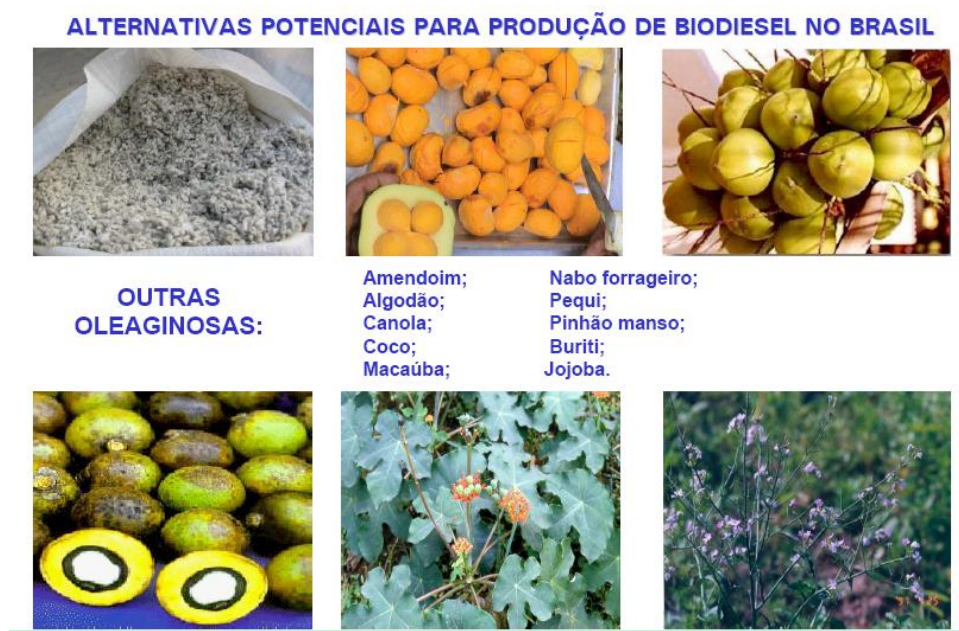 ALTERNATIVAS POTENCIAIS PARA PRODUÇÃO DE BIODIESEL NO BRASIL
OUTRAS
OLEAGINOSAS:
Amendoim; Nabo forrageiro;
Algodão; Pequi;
Canola; Pinhão manso;
Coco; Buriti;
Macaúba; Jojoba.